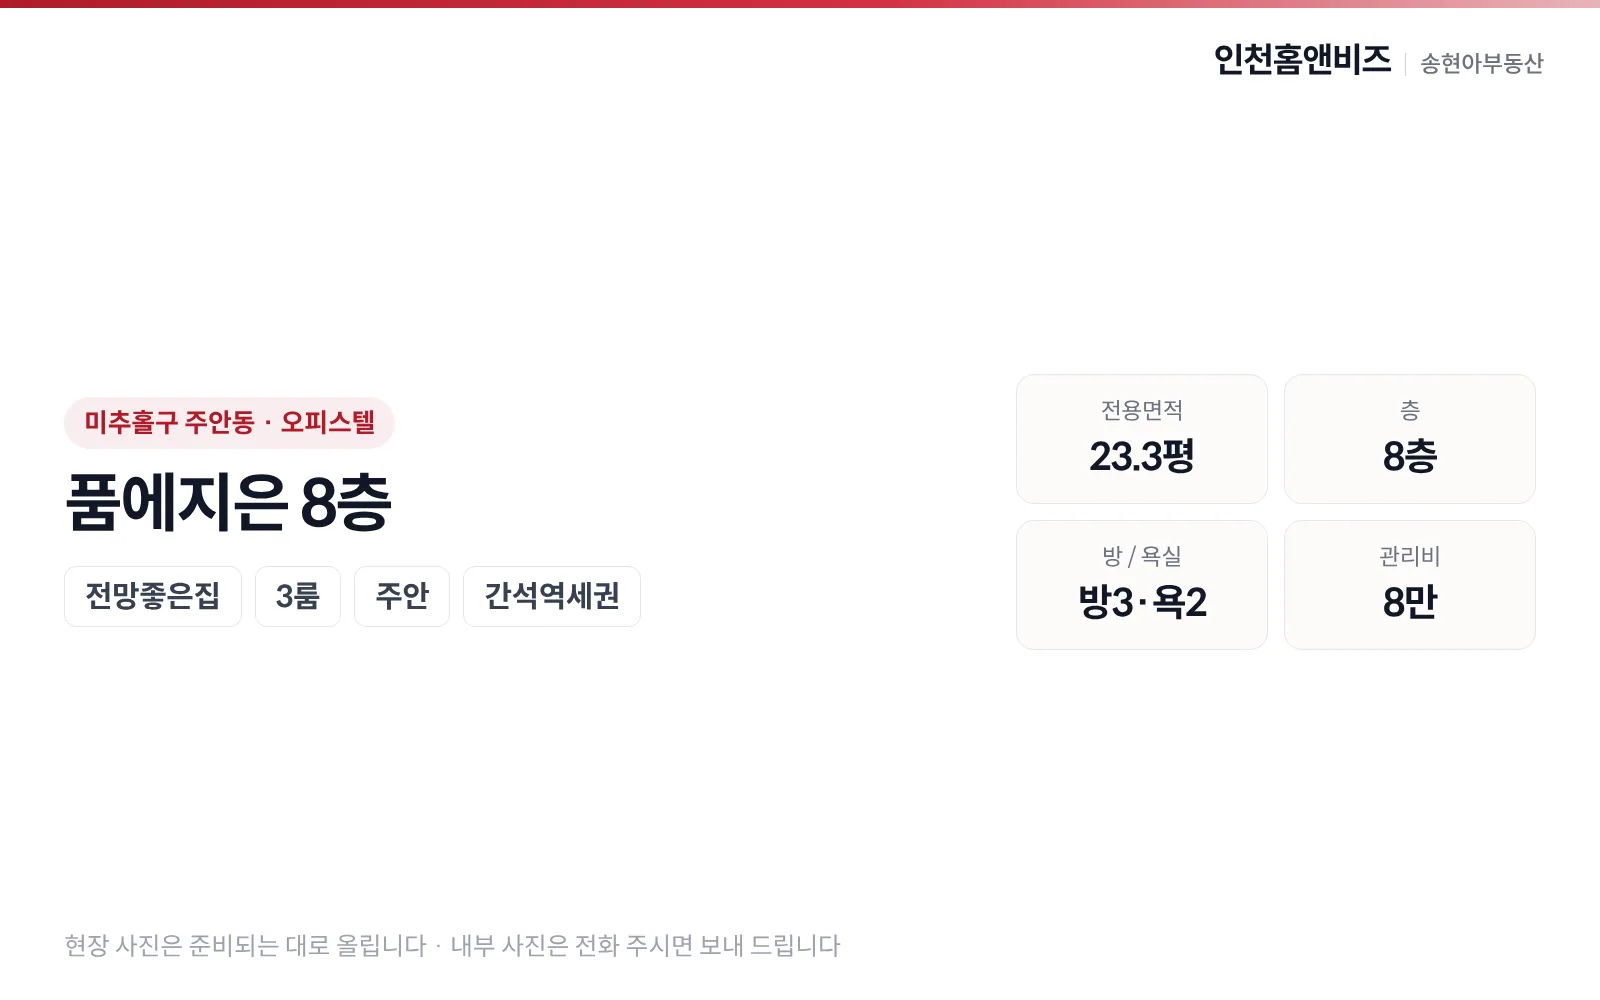 인천홈앤비즈 송현아부동산
미추홀구 주안동 · 오피스텔
품에지은 8층
전망좋은집 3룸 주안 간석역세권
전용면적
23.3평
층
8층
방 / 욕실
방3·욕2
관리비
8만
현장 사진은 준비되는 대로 올립니다 · 내부 사진은 전화 주시면 보내 드립니다